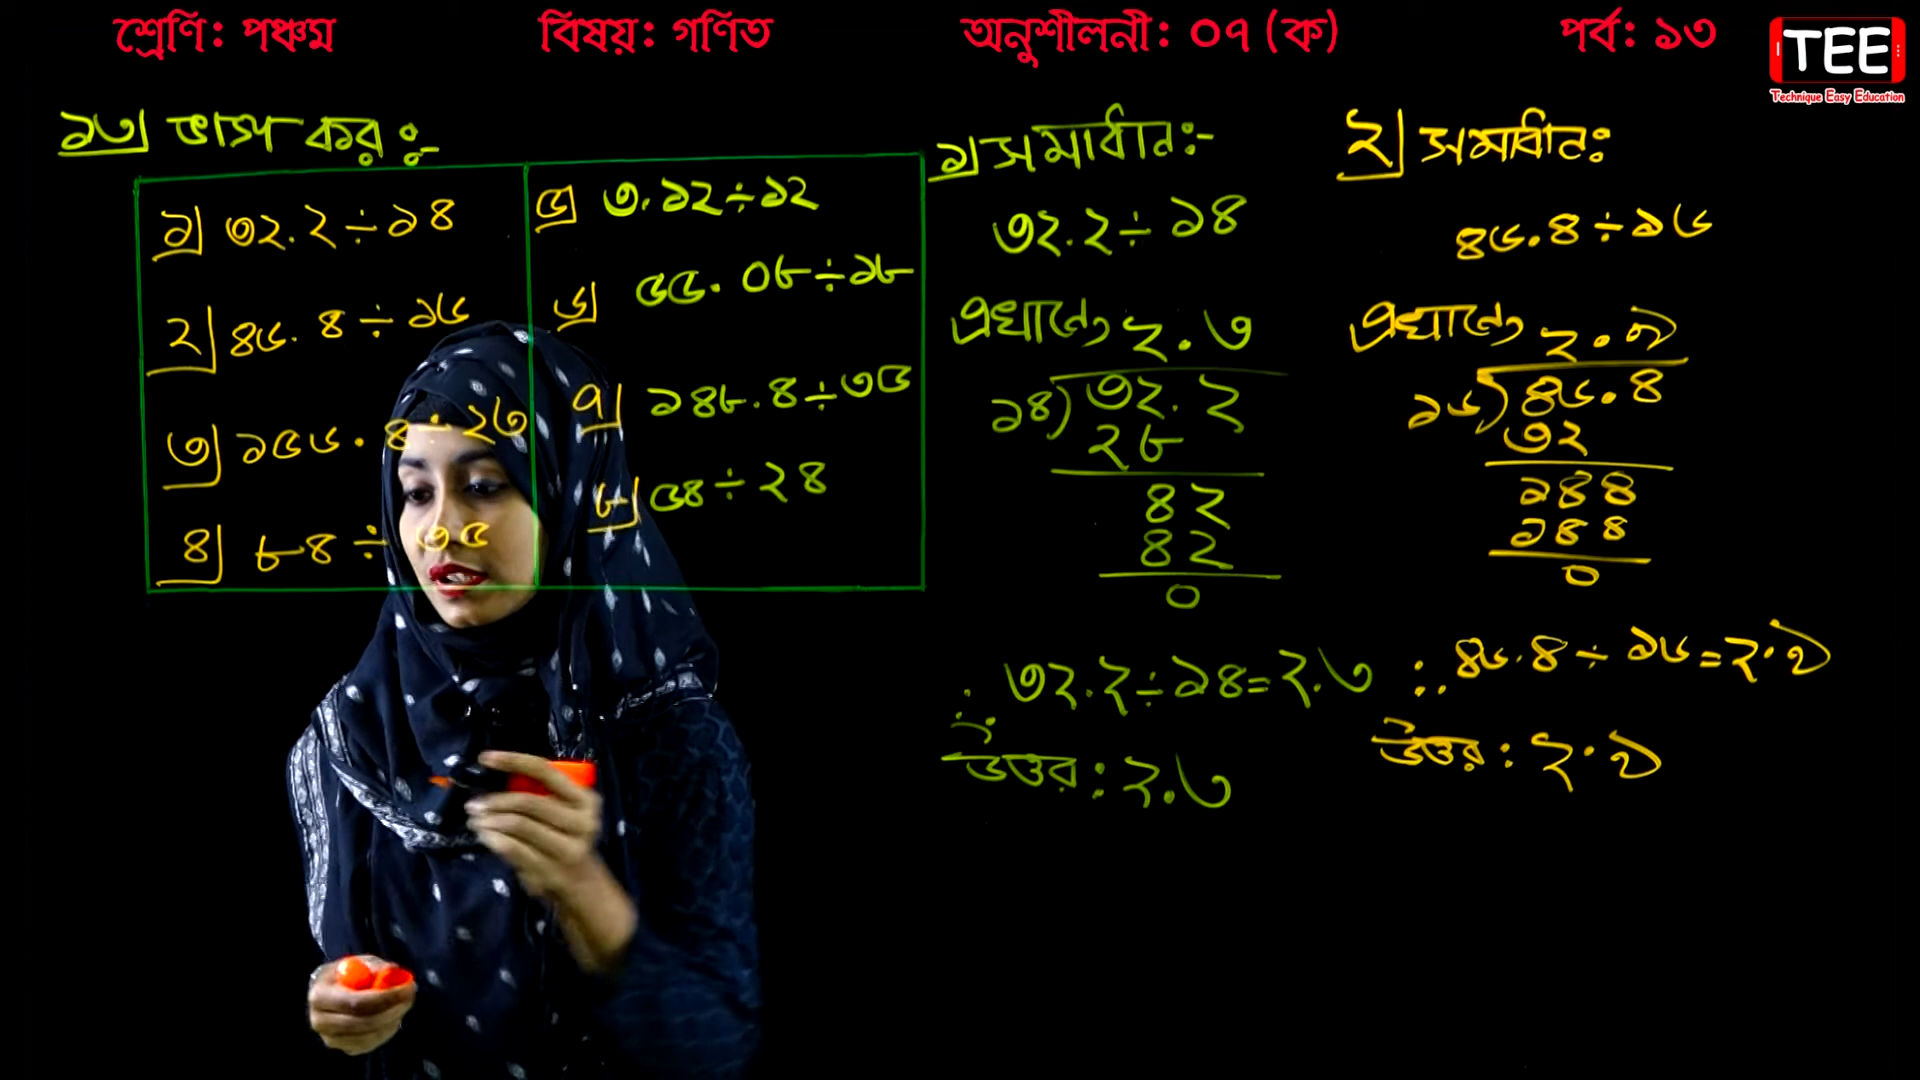 শ্রেণি: পঞ্চম
বিষয়: গণিত
অনুশীলনী: ০৭ (ক)
পর্ব: ১৩
TEE
Technique Easy Education
১৩) ভাগ কর :-
১) ৩২.২ ÷ ১৪
২) ৪৬.৪ ÷ ১৬
৩) ১৫৬.৪ ÷ ২৩
৪) ৮৪ ÷ ৩৫
৫) ৩.১২ ÷ ১২
৬) ৫৫.০৮ ÷ ১৮
৭) ১৪৮.৪ ÷ ৩৫
৮) ৫৪ ÷ ২৪
১) সমাধান :-
৩২.২ ÷ ১৪
এখানে, ২.৩
১৪) ৩২.২
২৮
৪২
৪২
০
∴ ৩২.২ ÷ ১৪ = ২.৩
উত্তর : ২.৩
২) সমাধান :
৪৬.৪ ÷ ১৬
এখানে, ২.৯
১৬) ৪৬.৪
৩২
১৪৪
১৪৪
০
∴ ৪৬.৪ ÷ ১৬ = ২.৯
উত্তর : ২.৯